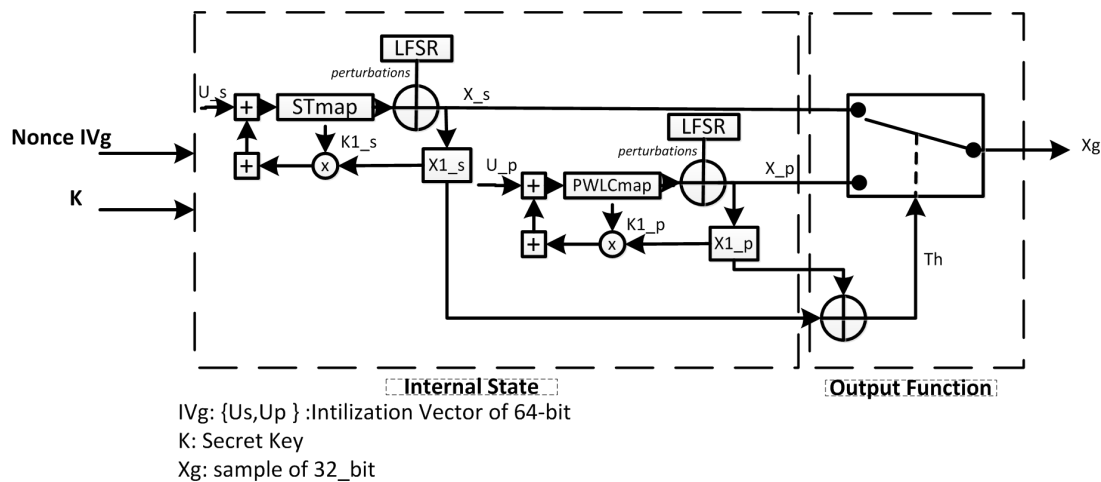 LFSR
perturbations
U_s
+
STmap
X_s
K1_s
+
x
X1_s
Nonce IVg
K
LFSR
perturbations
U_p
+
PWLCmap
X_p
K1_p
+
x
X1_p
Xg
Th
Internal State
Output Function
IVg: {Us,Up } :Intilization Vector of 64-bit
K: Secret Key
Xg: sample of 32_bit